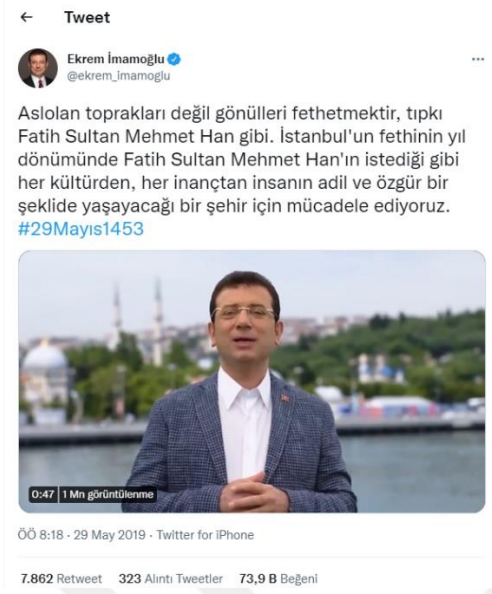 Tweet
Ekrem İmamoğlu
@ekrem_imamoglu
Aslolan toprakları değil gönülleri fethetmektir, tıpkı
Fatih Sultan Mehmet Han gibi. İstanbul'un fethinin yıl
dönümünde Fatih Sultan Mehmet Han'ın istediği gibi
her kültürden, her inançtan insanın adil ve özgür bir
şeklide yaşayacağı bir şehir için mücadele ediyoruz.
#29Mayıs1453
0:47 1 Mn görüntülenme
ÖÖ 8:18 · 29 May 2019 · Twitter for iPhone
7.862 Retweet 323 Alıntı Tweetler 73,9 B Beğeni